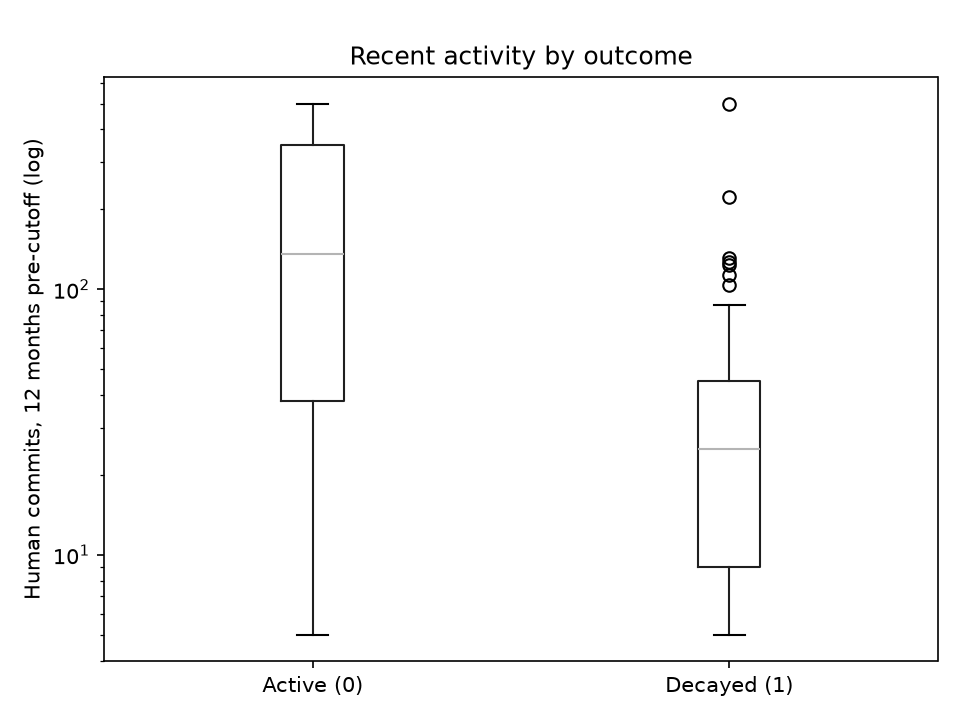 Recent activity by outcome
Human commits, 12 months pre-cutoff (log)
10²
10¹
Active (0)
Decayed (1)